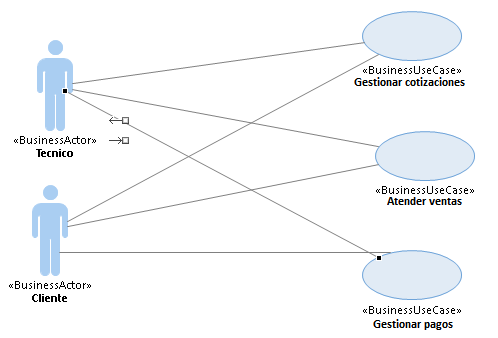 «BusinessUseCase»
Gestionar cotizaciones
«BusinessActor»
Tecnico
«BusinessUseCase»
Atender ventas
«BusinessActor»
Cliente
«BusinessUseCase»
Gestionar pagos